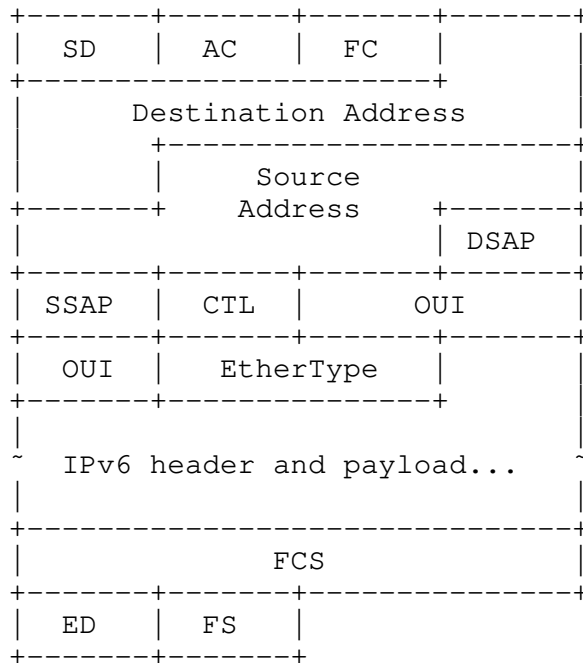 SD AC FC
Destination Address
Source
Address
DSAP
SSAP CTL OUI
OUI EtherType
IPv6 header and payload...
FCS
ED FS